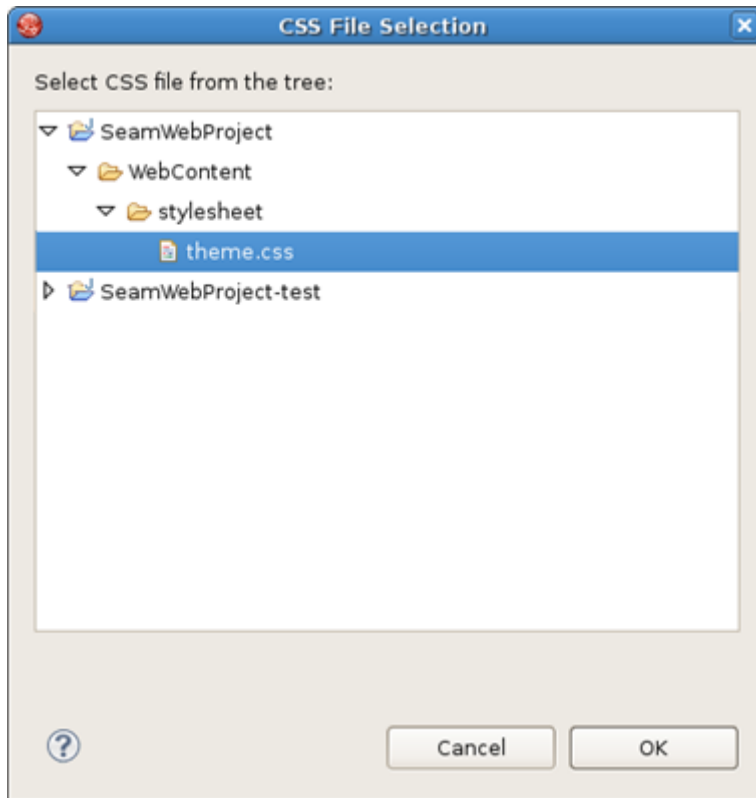 CSS File Selection
Select CSS file from the tree:
SeamWebProject
WebContent
stylesheet
theme.css
SeamWebProject-test
Cancel OK